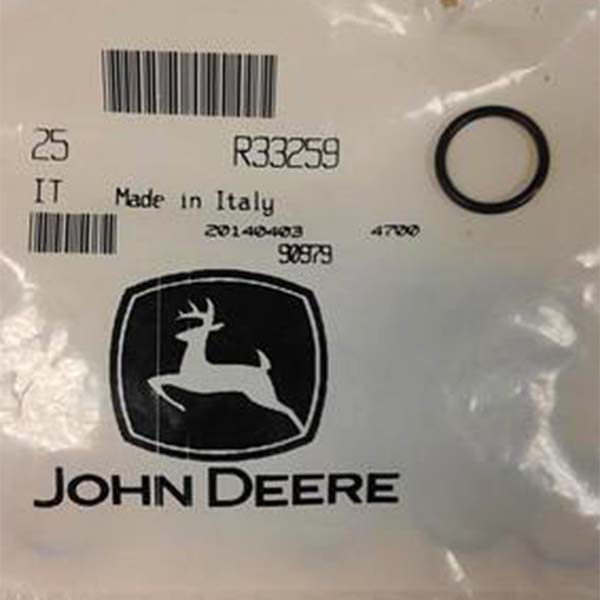 25 R33259
IT Made in Italy
20140403 4700
90979
JOHN DEERE